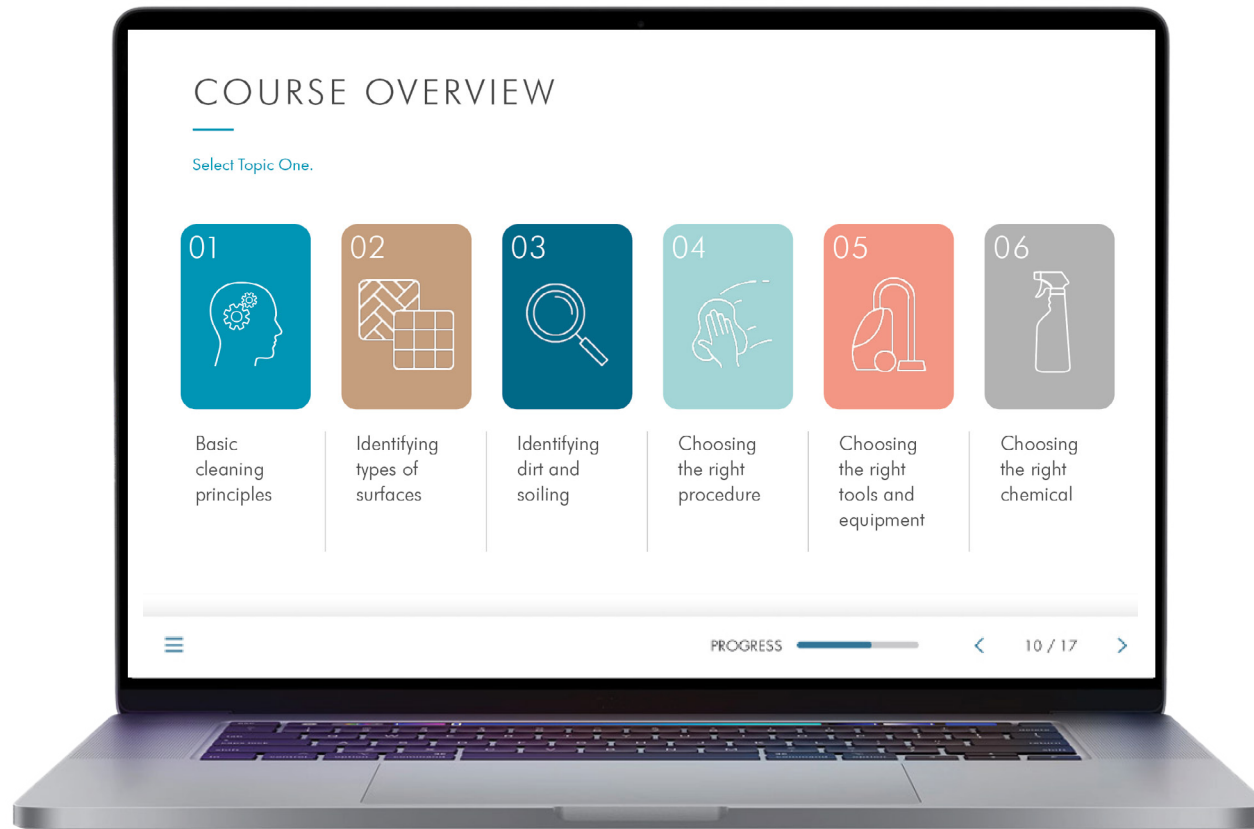 COURSE OVERVIEW
Select Topic One.
01
02
03
04
05
06
Basic
cleaning
principles
Identifying
types of
surfaces
Identifying
dirt and
soiling
Choosing
the right
procedure
Choosing
the right
tools and
equipment
Choosing
the right
chemical
PROGRESS
10 / 17